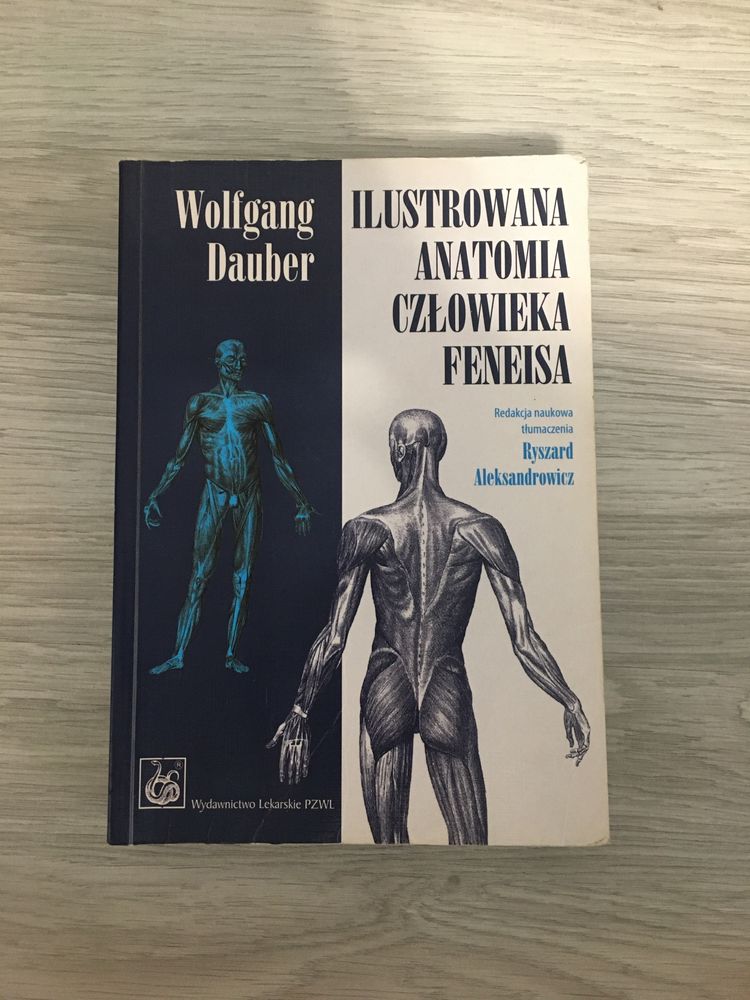 Wolfgang
Dauber
ILUSTROWANA
ANATOMIA
CZŁOWIEKA
FENEISA
Redakcja naukowa
tłumaczenia
Ryszard
Aleksandrowicz
®
Wydawnictwo Lekarskie PZWL